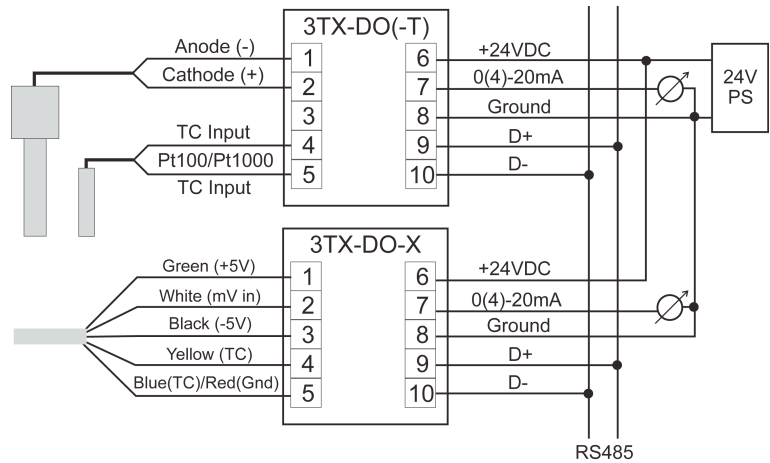 3TX-DO(-T)
Anode (-)
1
6
+24VDC
Cathode (+)
2
7
0(4)-20mA
24V
PS
3
8
Ground
TC Input
4
9
D+
Pt100/Pt1000
5
10
D-
TC Input
3TX-DO-X
Green (+5V)
1
6
+24VDC
White (mV in)
2
7
0(4)-20mA
Black (-5V)
3
8
Ground
Yellow (TC)
4
9
D+
Blue(TC)/Red(Gnd)
5
10
D-
RS485